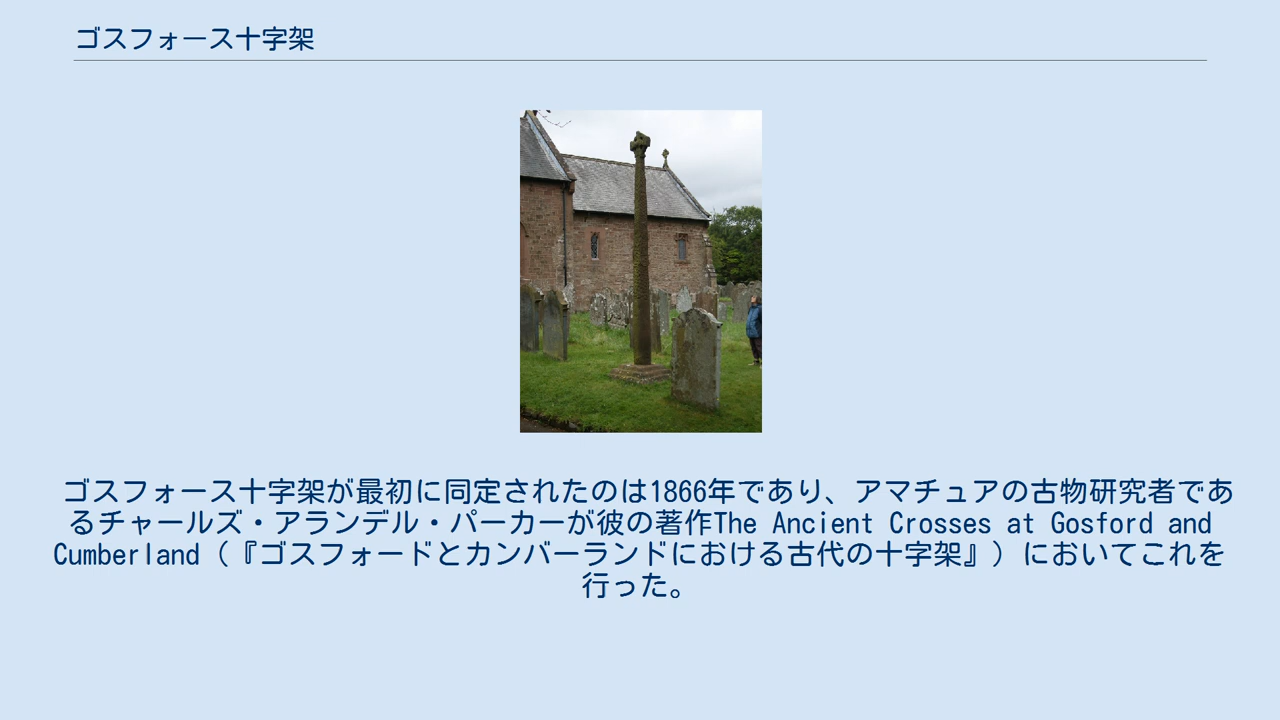 ゴスフォース十字架
ゴスフォース十字架が最初に同定されたのは1866年であり、アマチュアの古物研究者であ
るチャールズ・アランデル・パーカーが彼の著作The Ancient Crosses at Gosford and
Cumberland（『ゴスフォードとカンバーランドにおける古代の十字架』）においてこれを
行った。